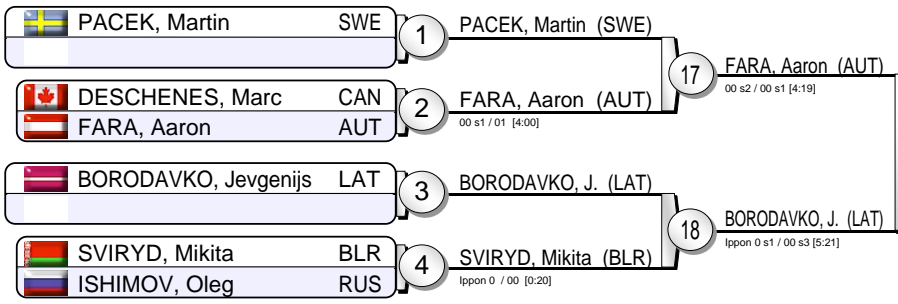 PACEK, Martin SWE
1
PACEK, Martin (SWE)
DESCHENES, Marc CAN
FARA, Aaron AUT
2
FARA, Aaron (AUT)
00 s1 / 01 [4:00]
17
FARA, Aaron (AUT)
00 s2 / 00 s1 [4:19]
BORODAVKO, Jevgenijs LAT
3
BORODAVKO, J. (LAT)
SVIRYD, Mikita BLR
ISHIMOV, Oleg RUS
4
SVIRYD, Mikita (BLR)
Ippon 0 / 00 [0:20]
18
BORODAVKO, J. (LAT)
Ippon 0 s1 / 00 s3 [5:21]